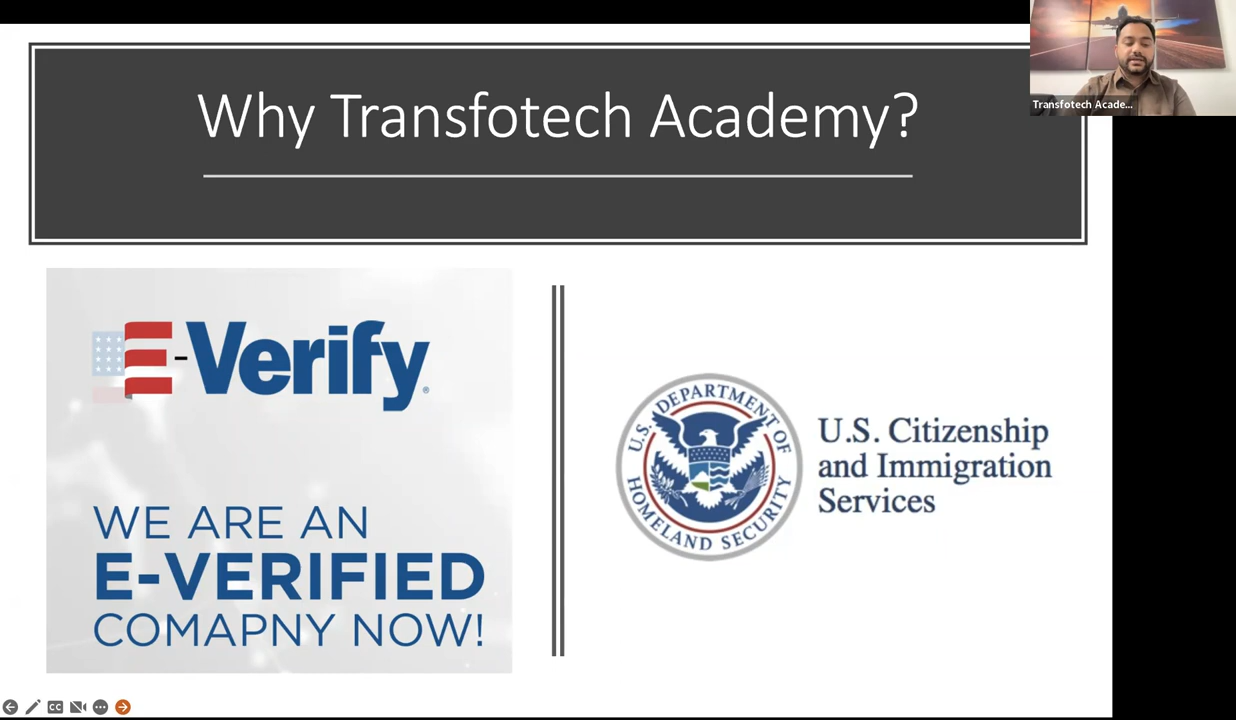 Why Transfotech Academy?
Transfotech Acade...
E-Verify®
WE ARE AN
E-VERIFIED
COMAPNY NOW!
U.S. DEPARTMENT OF
HOMELAND SECURITY
U.S. Citizenship
and Immigration
Services
CC